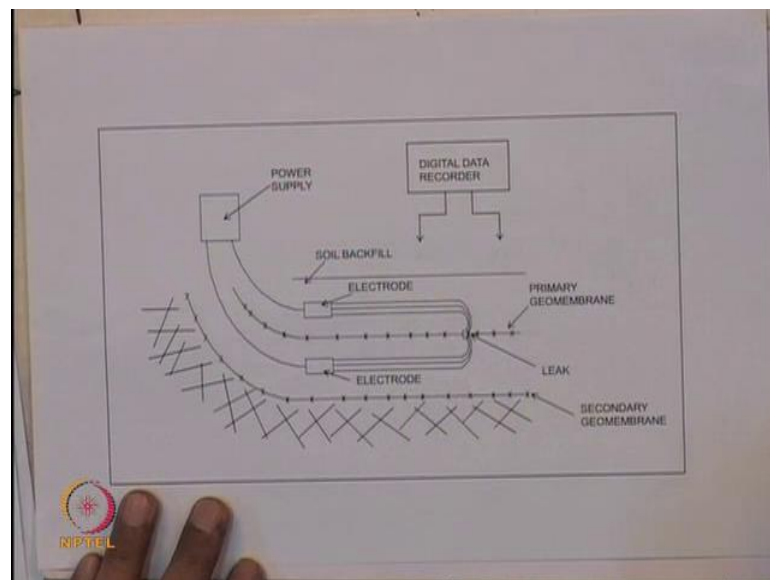 POWER
SUPPLY
DIGITAL DATA
RECORDER
SOIL BACKFILL
ELECTRODE
PRIMARY
GEOMEMBRANE
LEAK
ELECTRODE
SECONDARY
GEOMEMBRANE
NPTEL